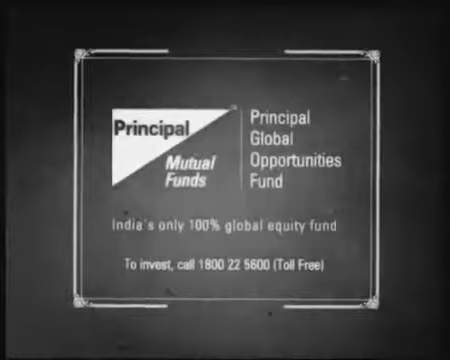 Principal
Mutual
Funds
Principal
Global
Opportunities
Fund
India's only 100% global equity fund
To invest, call 1800 22 5600 (Toll Free)